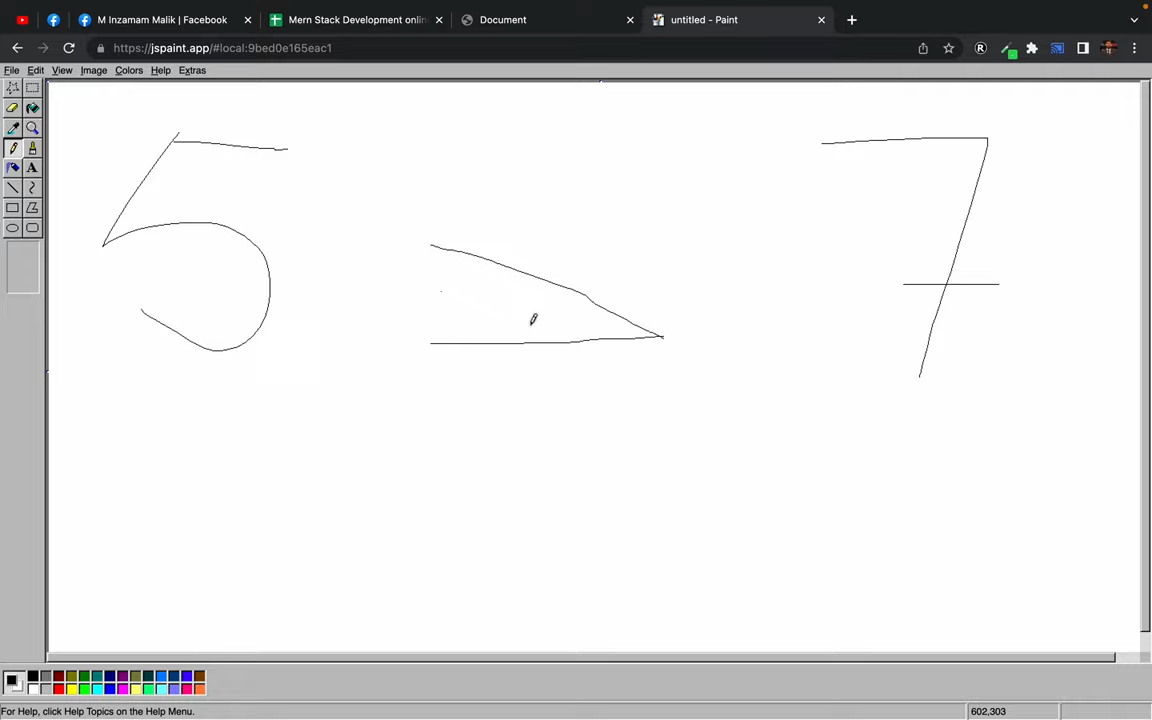 M Inzamam Malik | Facebook
Mern Stack Development onlin
Document
untitled - Paint
https://jspaint.app/#local:9bed0e165eac1
File Edit View Image Colors Help Extras
5 > 7
For Help, click Help Topics on the Help Menu.
602,303